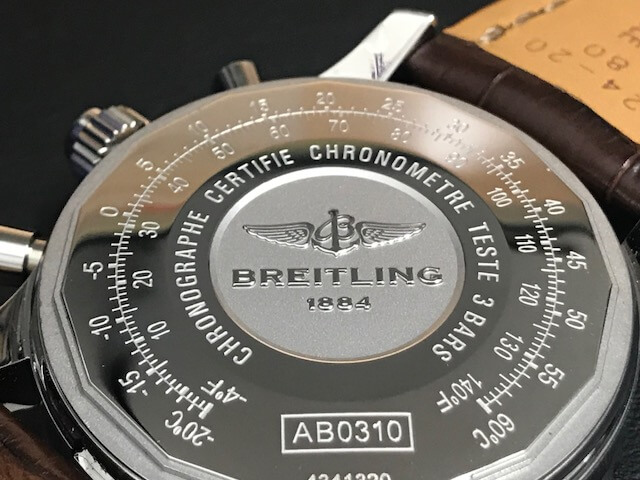 -20°C -15 -10 -5 0 5 10 15 20 25 30 35 40 45 50 55 60°C
-4°F 10 20 30 40 50 60 70 80 90 100 110 120 130 140°F
CHRONOGRAPHE CERTIFIE CHRONOMETRE TESTE 3 BARS
BREITLING
1884
AB0310